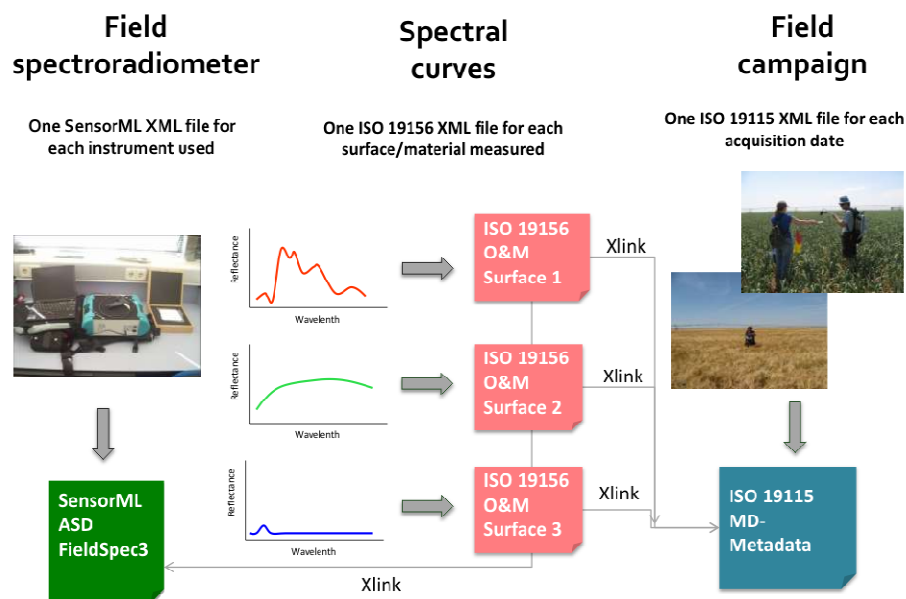 Field
spectroradiometer
One SensorML XML file for
each instrument used
SensorML
ASD
FieldSpec3
Spectral
curves
One ISO 19156 XML file for each
surface/material measured
Reflectance
Wavelenth
Reflectance
Wavelenth
Reflectance
Wavelenth
ISO 19156
O&M
Surface 1
ISO 19156
O&M
Surface 2
ISO 19156
O&M
Surface 3
Xlink
Xlink
Xlink
Xlink
Field
campaign
One ISO 19115 XML file for each
acquisition date
ISO 19115
MD-
Metadata